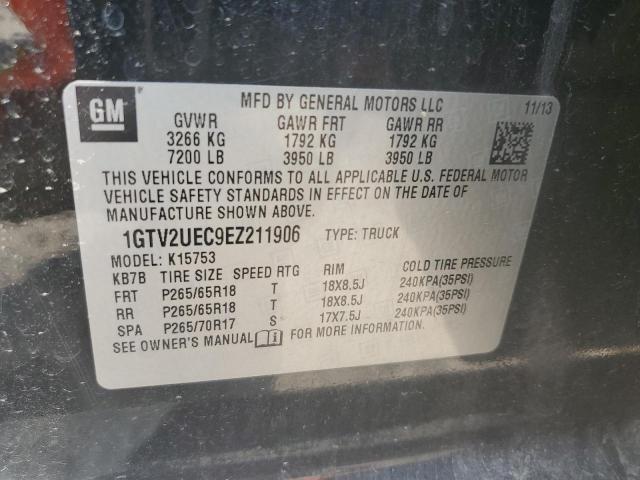 GM
MFD BY GENERAL MOTORS LLC 11/13
GVWR GAWR FRT GAWR RR
3266 KG 1792 KG 1792 KG
7200 LB 3950 LB 3950 LB
THIS VEHICLE CONFORMS TO ALL APPLICABLE U.S. FEDERAL MOTOR
VEHICLE SAFETY STANDARDS IN EFFECT ON THE DATE OF
MANUFACTURE SHOWN ABOVE.
1GTV2UEC9EZ211906 TYPE: TRUCK
MODEL: K15753
KB7B TIRE SIZE SPEED RTG RIM COLD TIRE PRESSURE
FRT P265/65R18 T 18X8.5J 240KPA(35PSI)
RR P265/65R18 T 18X8.5J 240KPA(35PSI)
SPA P265/70R17 S 17X7.5J 240KPA(35PSI)
SEE OWNER'S MANUAL FOR MORE INFORMATION.